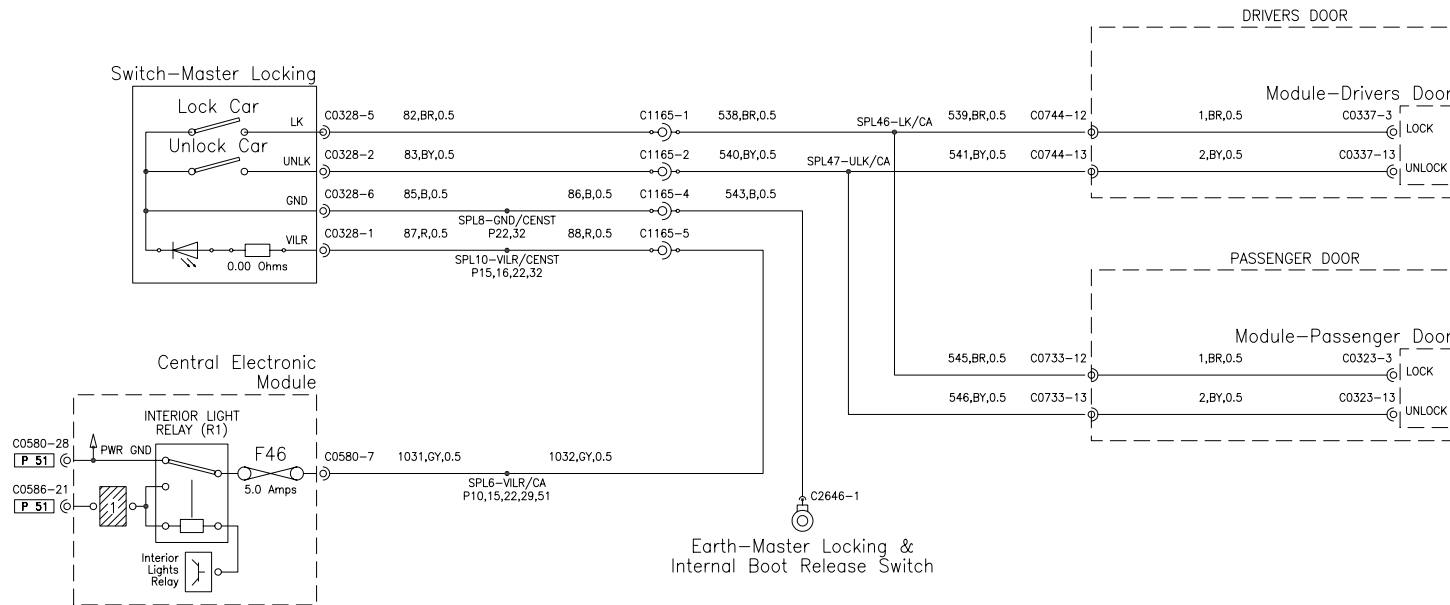 DRIVERS DOOR
Switch-Master Locking
Module-Drivers Door
Lock Car
LK
C0328-5
82,BR,0.5
C1165-1
538,BR,0.5
SPL46-LK/CA
539,BR,0.5
C0744-12
1,BR,0.5
C0337-3
LOCK
Unlock Car
UNLK
C0328-2
83,BY,0.5
C1165-2
540,BY,0.5
SPL47-ULK/CA
541,BY,0.5
C0744-13
2,BY,0.5
C0337-13
UNLOCK
GND
C0328-6
85,B,0.5
SPL8-GND/CENST
P22,32
86,B,0.5
C1165-4
543,B,0.5
VILR
0.00 Ohms
C0328-1
87,R,0.5
SPL10-VILR/CENST
P15,16,22,32
88,R,0.5
C1165-5
PASSENGER DOOR
Module-Passenger Door
545,BR,0.5
C0733-12
1,BR,0.5
C0323-3
LOCK
546,BY,0.5
C0733-13
2,BY,0.5
C0323-13
UNLOCK
Central Electronic
Module
INTERIOR LIGHT
RELAY (R1)
C0580-28
P 51
PWR GND
F46
5.0 Amps
C0580-7
1031,GY,0.5
SPL6-VILR/CA
P10,15,22,29,51
1032,GY,0.5
C0586-21
P 51
1
Interior
Lights
Relay
C2646-1
Earth-Master Locking &
Internal Boot Release Switch